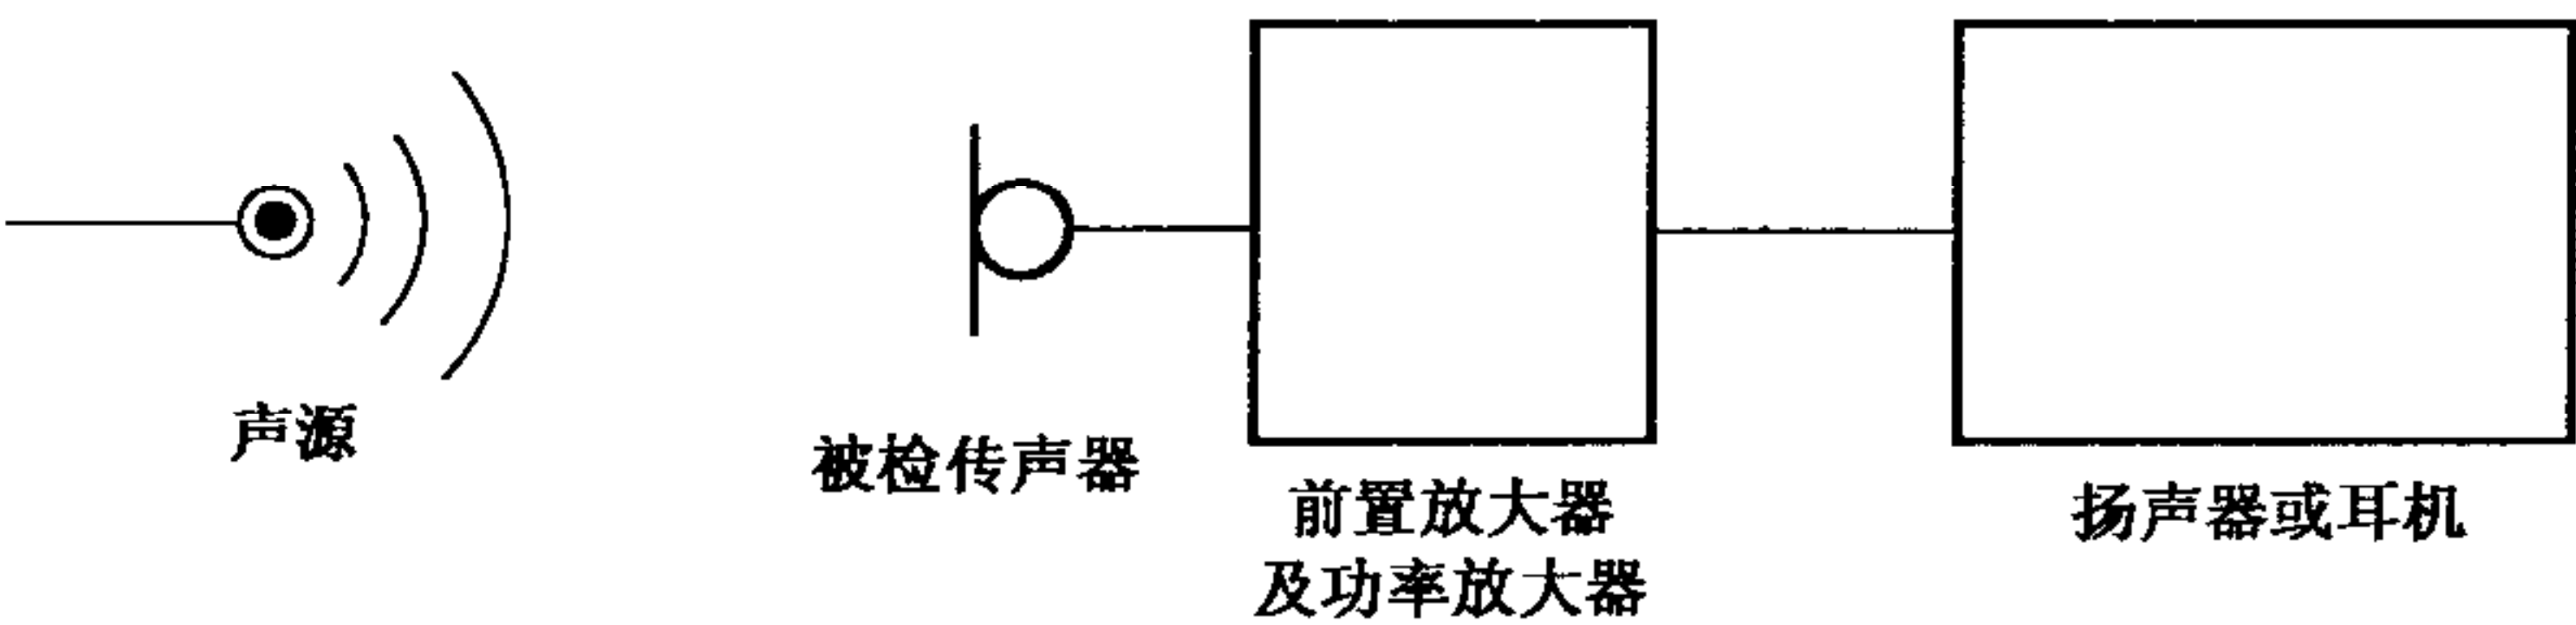 声源
被检传声器
前置放大器
及功率放大器
扬声器或耳机